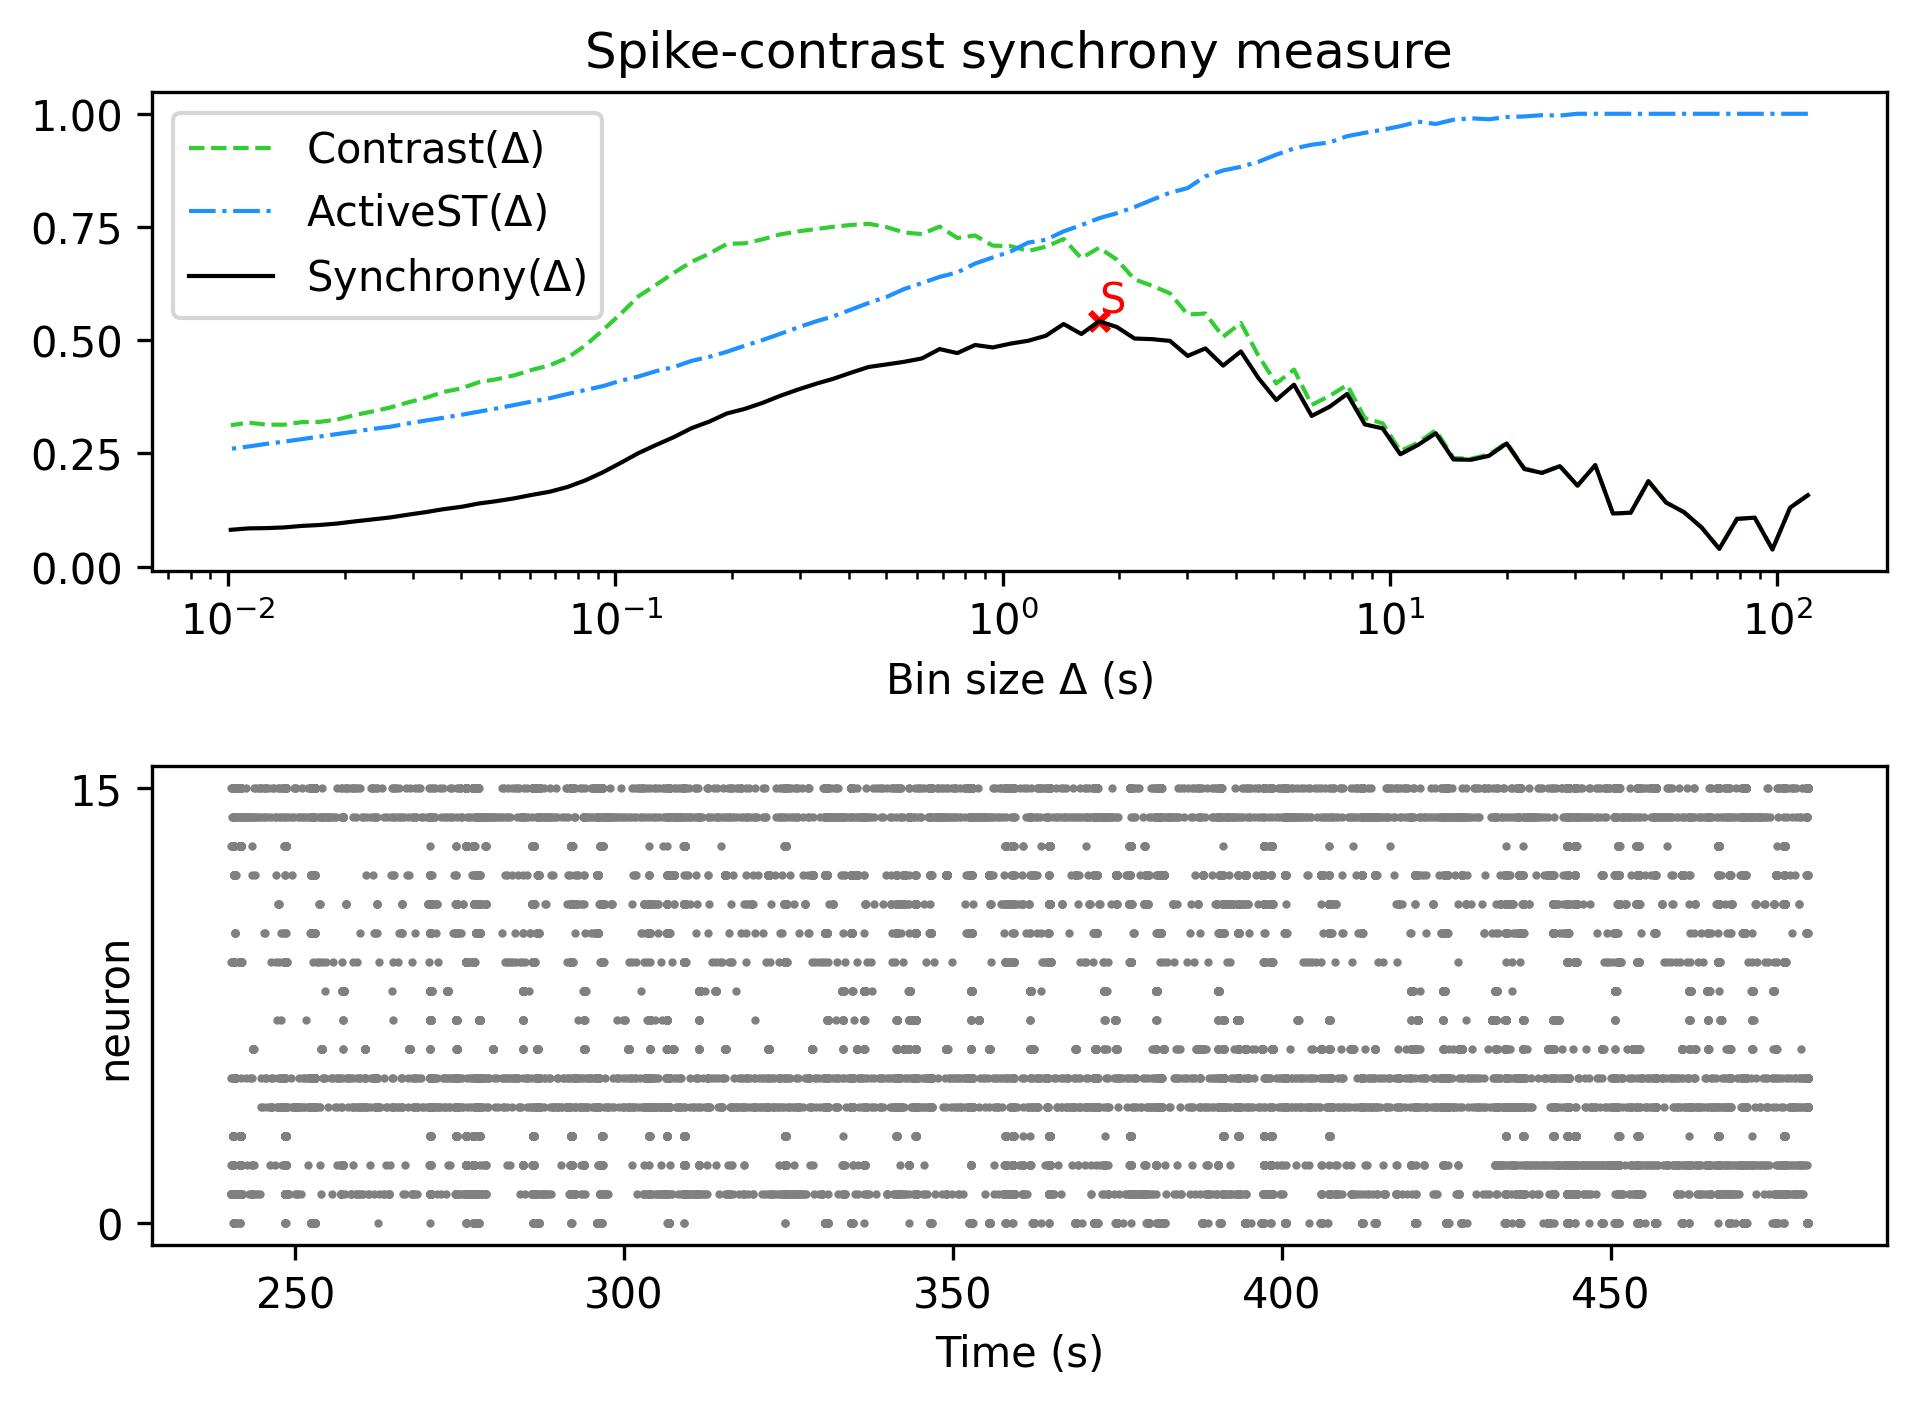 Spike-contrast synchrony measure
1.00
0.75
0.50
0.25
0.00
Contrast(Δ)
ActiveST(Δ)
Synchrony(Δ)
S
10⁻² 10⁻¹ 10⁰ 10¹ 10²
Bin size Δ (s)
15
0
neuron
250 300 350 400 450
Time (s)